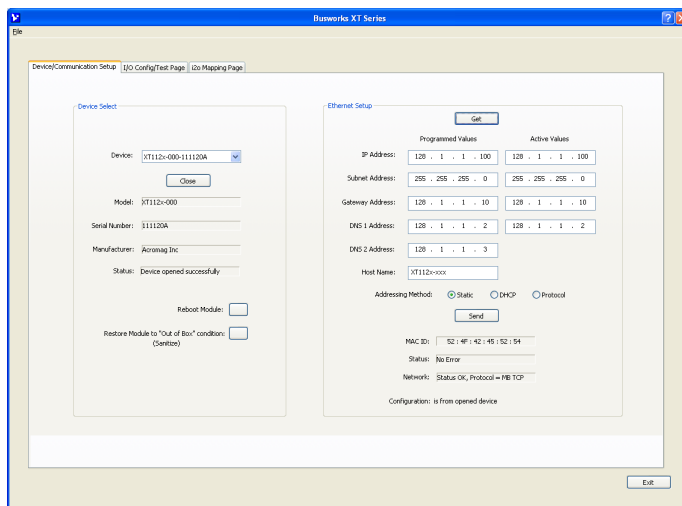 Busworks XT Series
File
Device/Communication Setup I/O Config/Test Page i2o Mapping Page
Device Select
Device: XT112x-000-111120A
Close
Model: XT112x-000
Serial Number: 111120A
Manufacturer: Acromag Inc
Status: Device opened successfully
Reboot Module:
Restore Module to "Out of Box" condition:
(Sanitize)
Ethernet Setup
Get
Programmed Values Active Values
IP Address: 128 . 1 . 1 . 100 128 . 1 . 1 . 100
Subnet Address: 255 . 255 . 255 . 0 255 . 255 . 255 . 0
Gateway Address: 128 . 1 . 1 . 10 128 . 1 . 1 . 10
DNS 1 Address: 128 . 1 . 1 . 2 128 . 1 . 1 . 2
DNS 2 Address: 128 . 1 . 1 . 3
Host Name: XT112x-xxx
Addressing Method: Static DHCP Protocol
Send
MAC ID: 52 : 4F : 42 : 45 : 52 : 54
Status: No Error
Network: Status OK, Protocol = MB TCP
Configuration: is from opened device
Exit